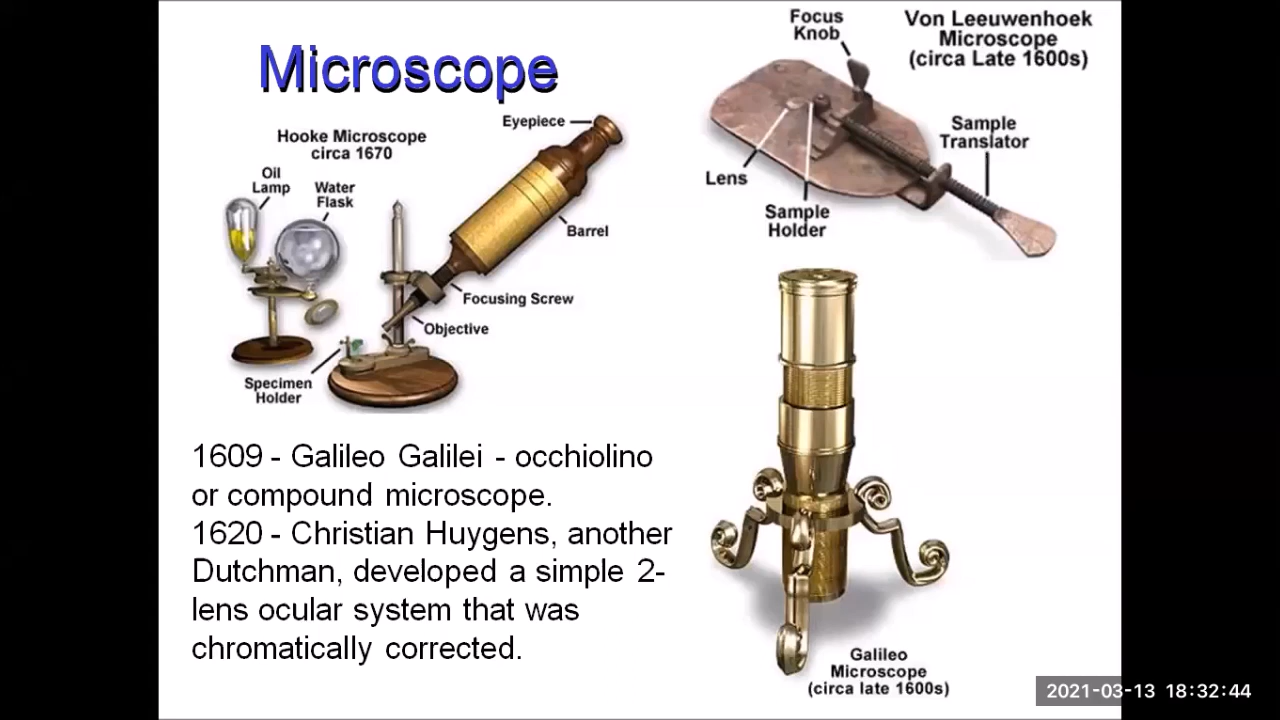 Microscope
Hooke Microscope
circa 1670
Oil
Lamp
Water
Flask
Eyepiece
Barrel
Focusing Screw
Objective
Specimen
Holder
Von Leeuwenhoek
Microscope
(circa Late 1600s)
Focus
Knob
Sample
Translator
Lens
Sample
Holder
1609 - Galileo Galilei - occhiolino
or compound microscope.
1620 - Christian Huygens, another
Dutchman, developed a simple 2-
lens ocular system that was
chromatically corrected.
Galileo
Microscope
(circa late 1600s)
2021-03-13 18:32:44